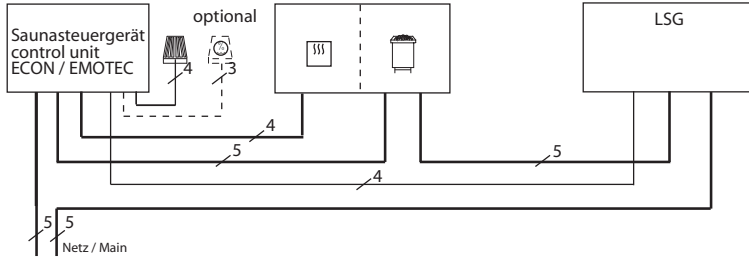 optional
Saunasteuergerät
control unit
ECON / EMOTEC
LSG
4
3
4
5
5
4
5
5
Netz / Main